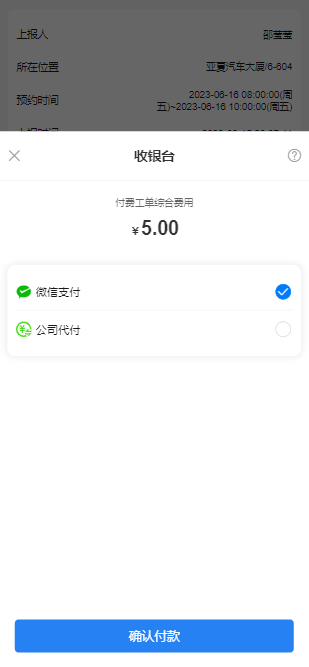 上报人
邵莹莹
所在位置
亚夏汽车大厦/6-604
预约时间
2023-06-16 08:00:00(周
五)~2023-06-16 10:00:00(周五)
收银台
付费工单综合费用
¥5.00
微信支付
公司代付
确认付款